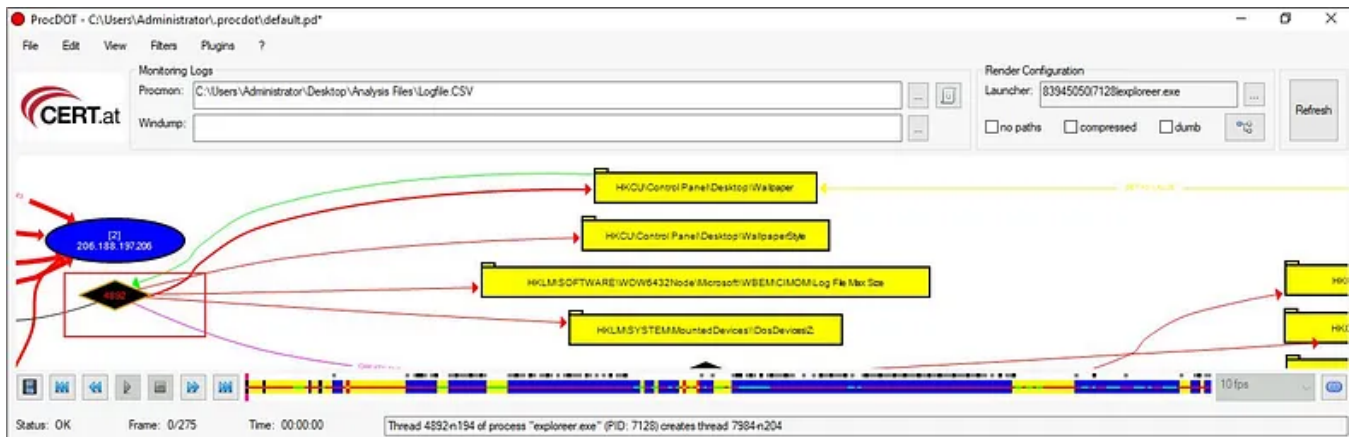 ProcDOT - C:\Users\Administrator\.procdot\default.pd*
File Edit View Filters Plugins ?
CERT.at
Monitoring Logs
Procmon: C:\Users\Administrator\Desktop\Analysis Files\Logfile.CSV ...
Windump: ...
Render Configuration
Launcher: 83945050|7128|exploreer.exe ...
no paths compressed dumb
Refresh
HKCU\Control Panel\Desktop\Wallpaper
[2]
206.188.197.206
HKCU\Control Panel\Desktop\WallpaperStyle
4892
HKLM\SOFTWARE\WOW6432Node\Microsoft\WBEM\CIMOM\Log File Max Size
HKLM\SYSTEM\MountedDevices\\DosDevices\Z:
10 fps
Status: OK Frame: 0/275 Time: 00:00:00 Thread 4892-n194 of process "exploreer.exe" (PID: 7128) creates thread 7984-n204